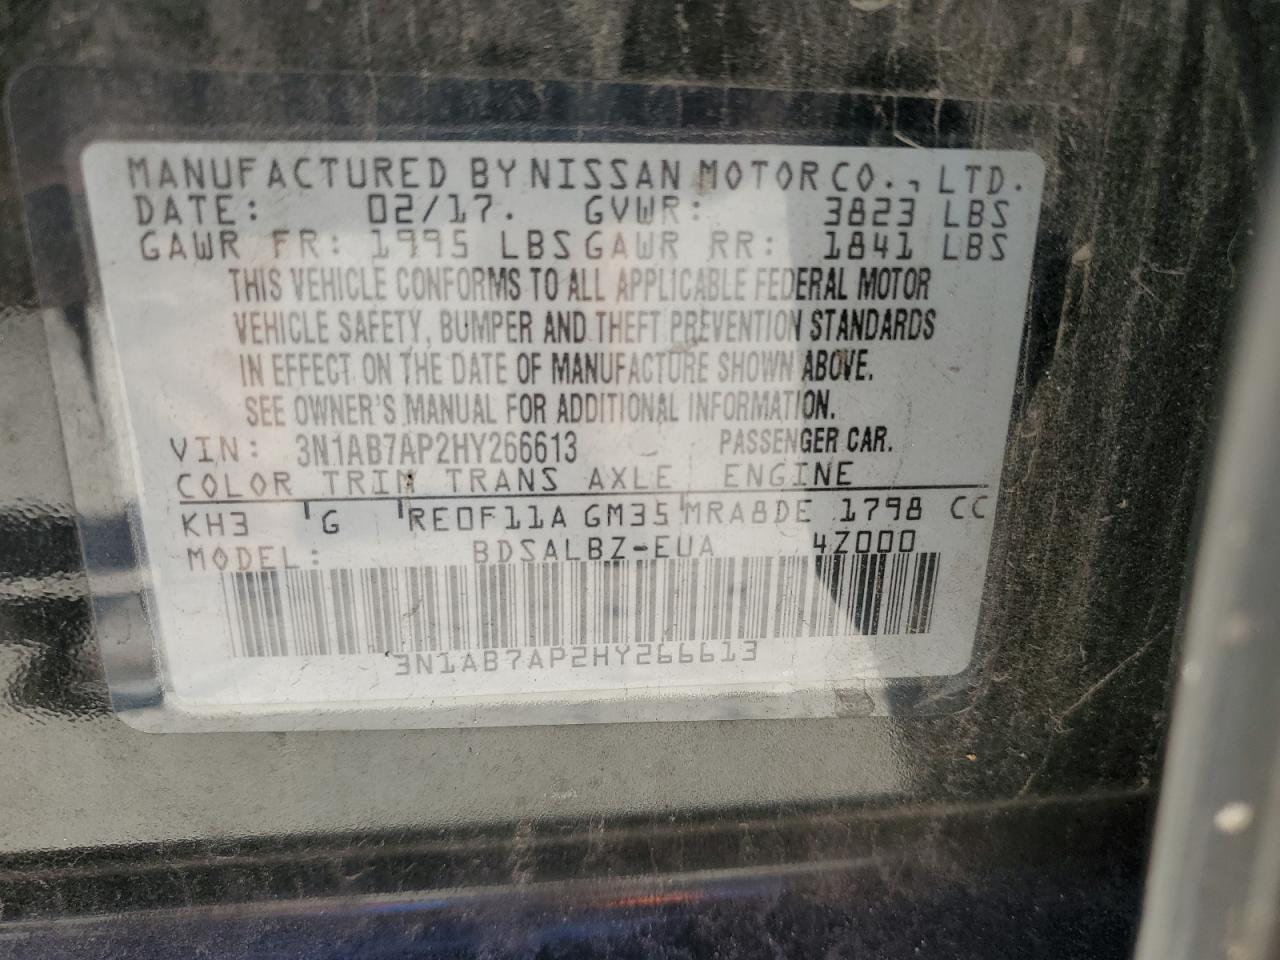 MANUFACTURED BY NISSAN MOTOR CO., LTD.
DATE: 02/17. GVWR: 3823 LBS
GAWR FR: 1995 LBS GAWR RR: 1841 LBS
THIS VEHICLE CONFORMS TO ALL APPLICABLE FEDERAL MOTOR
VEHICLE SAFETY, BUMPER AND THEFT PREVENTION STANDARDS
IN EFFECT ON THE DATE OF MANUFACTURE SHOWN ABOVE.
SEE OWNER'S MANUAL FOR ADDITIONAL INFORMATION.
VIN: 3N1AB7AP2HY266613 PASSENGER CAR.
COLOR TRIM TRANS AXLE ENGINE
KH3 G RE0F11A GM35 MRA8DE 1798 CC
MODEL: BDSALBZ-EUA 4Z000
3N1AB7AP2HY266613